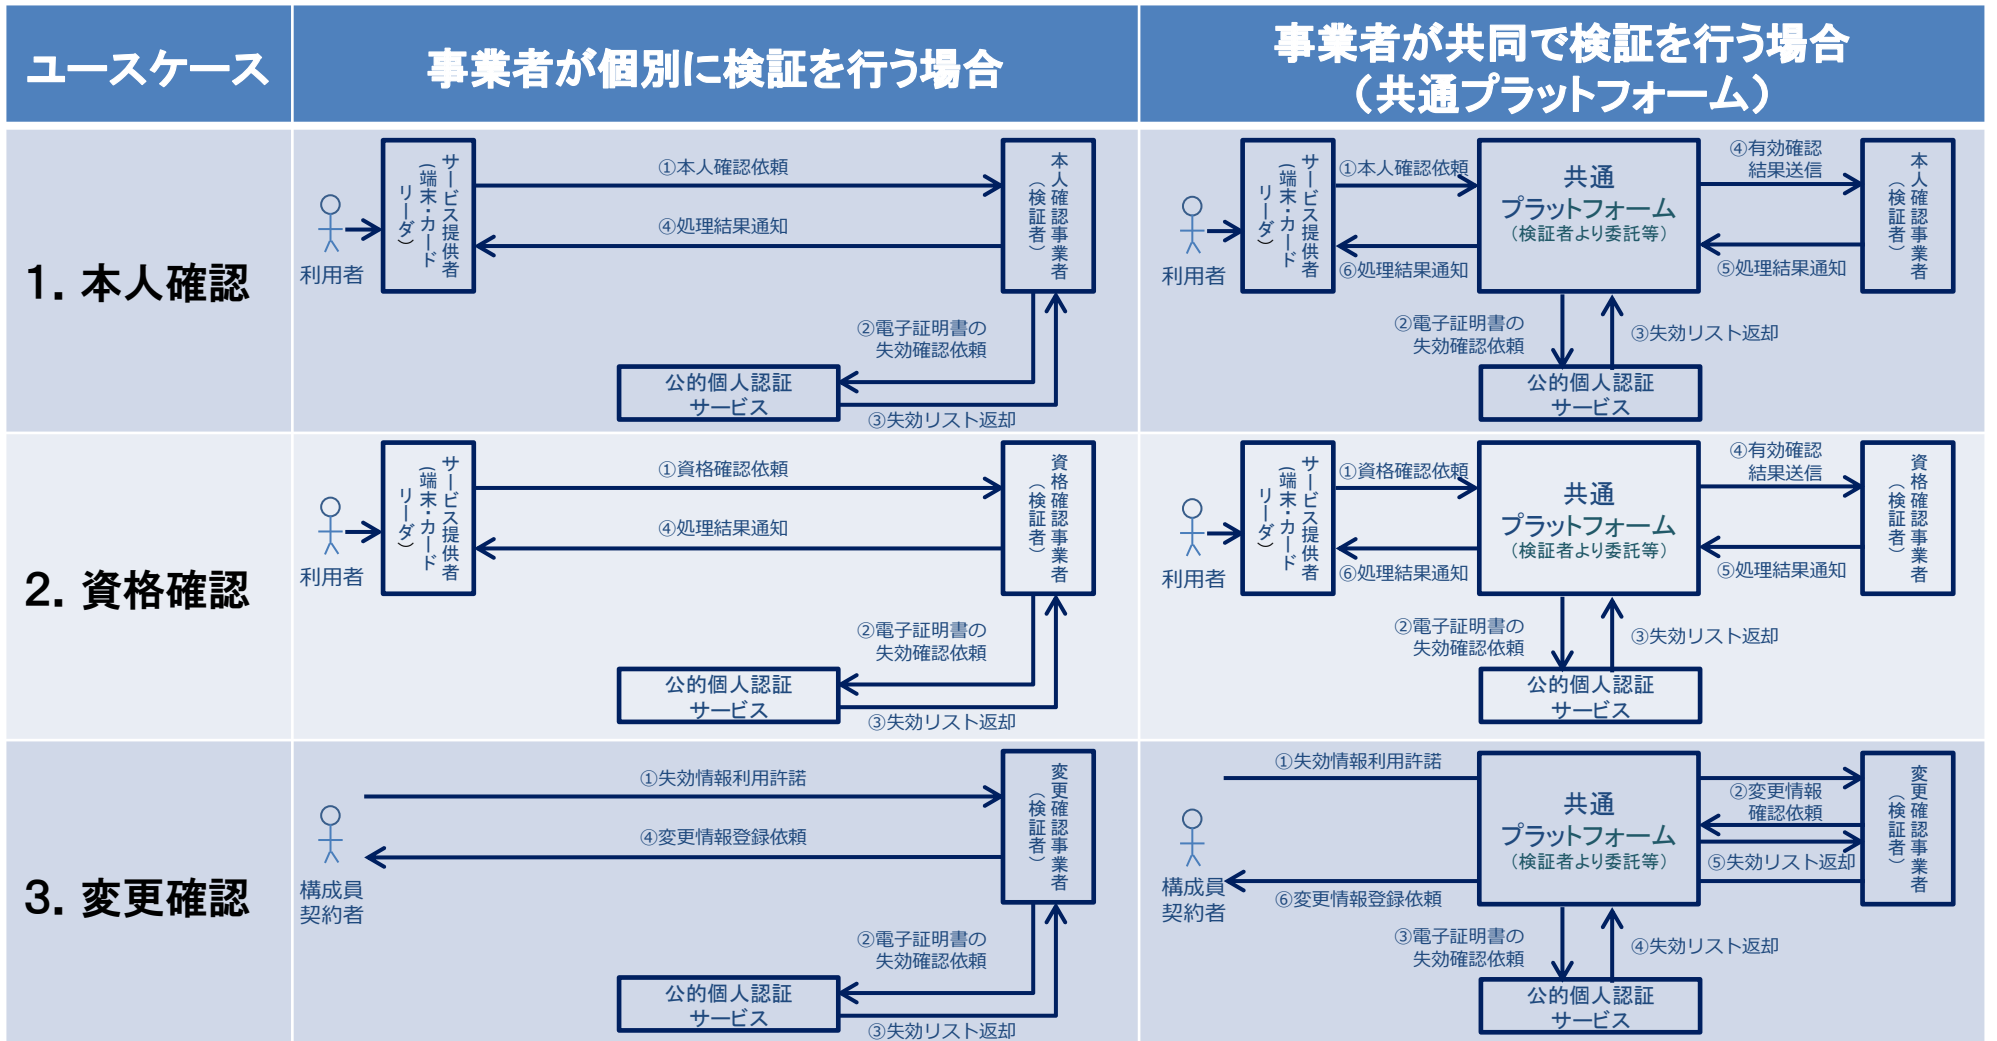 ユースケース
事業者が個別に検証を行う場合
事業者が共同で検証を行う場合
（共通プラットフォーム）
1. 本人確認
利用者
サービス提供者
（端末・カード
リーダ）
①本人確認依頼
④処理結果通知
本人確認事業者
（検証者）
②電子証明書の
失効確認依頼
公的個人認証
サービス
③失効リスト返却
利用者
サービス提供者
（端末・カード
リーダ）
①本人確認依頼
⑥処理結果通知
共通
プラットフォーム
（検証者より委託等）
④有効確認
結果送信
⑤処理結果通知
本人確認事業者
（検証者）
②電子証明書の
失効確認依頼
③失効リスト返却
公的個人認証
サービス
2. 資格確認
利用者
サービス提供者
（端末・カード
リーダ）
①資格確認依頼
④処理結果通知
資格確認事業者
（検証者）
②電子証明書の
失効確認依頼
公的個人認証
サービス
③失効リスト返却
利用者
サービス提供者
（端末・カード
リーダ）
①資格確認依頼
⑥処理結果通知
共通
プラットフォーム
（検証者より委託等）
④有効確認
結果送信
⑤処理結果通知
資格確認事業者
（検証者）
②電子証明書の
失効確認依頼
③失効リスト返却
公的個人認証
サービス
3. 変更確認
構成員
契約者
①失効情報利用許諾
④変更情報登録依頼
変更確認事業者
（検証者）
②電子証明書の
失効確認依頼
公的個人認証
サービス
③失効リスト返却
構成員
契約者
①失効情報利用許諾
⑥変更情報登録依頼
共通
プラットフォーム
（検証者より委託等）
②変更情報
確認依頼
⑤失効リスト返却
変更確認事業者
（検証者）
③電子証明書の
失効確認依頼
④失効リスト返却
公的個人認証
サービス